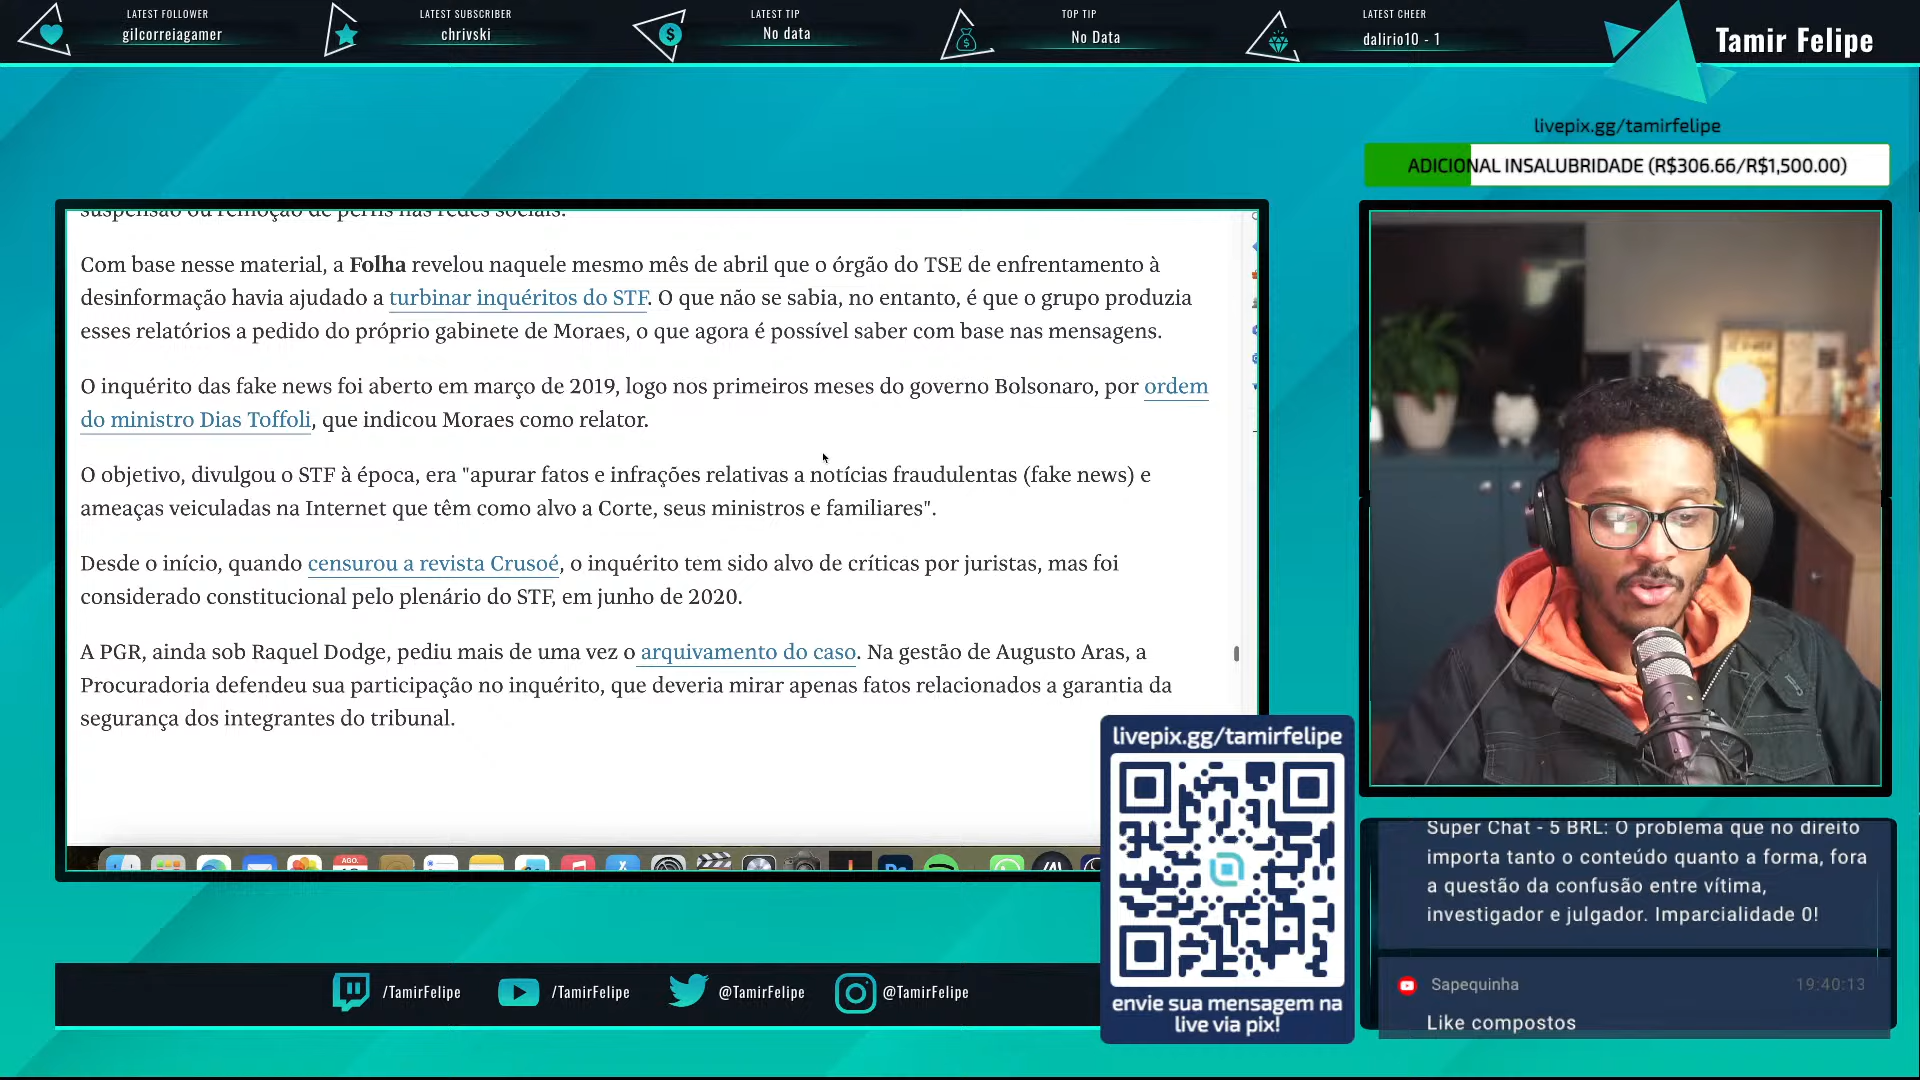 LATEST FOLLOWER
gilcorreiagamer
LATEST SUBSCRIBER
chrivski
LATEST TIP
No data
TOP TIP
No Data
LATEST CHEER
dalirio10 - 1
Tamir Felipe
livepix.gg/tamirfelipe
ADICIONAL INSALUBRIDADE (R$306.66/R$1,500.00)
suspensão ou remoção de perfis nas redes sociais.
Com base nesse material, a Folha revelou naquele mesmo mês de abril que o órgão do TSE de enfrentamento à
desinformação havia ajudado a turbinar inquéritos do STF. O que não se sabia, no entanto, é que o grupo produzia
esses relatórios a pedido do próprio gabinete de Moraes, o que agora é possível saber com base nas mensagens.
O inquérito das fake news foi aberto em março de 2019, logo nos primeiros meses do governo Bolsonaro, por ordem
do ministro Dias Toffoli, que indicou Moraes como relator.
O objetivo, divulgou o STF à época, era "apurar fatos e infrações relativas a notícias fraudulentas (fake news) e
ameaças veiculadas na Internet que têm como alvo a Corte, seus ministros e familiares".
Desde o início, quando censurou a revista Crusoé, o inquérito tem sido alvo de críticas por juristas, mas foi
considerado constitucional pelo plenário do STF, em junho de 2020.
A PGR, ainda sob Raquel Dodge, pediu mais de uma vez o arquivamento do caso. Na gestão de Augusto Aras, a
Procuradoria defendeu sua participação no inquérito, que deveria mirar apenas fatos relacionados a garantia da
segurança dos integrantes do tribunal.
AGO.
livepix.gg/tamirfelipe
envie sua mensagem na
live via pix!
Super Chat - 5 BRL: O problema que no direito
importa tanto o conteúdo quanto a forma, fora
a questão da confusão entre vítima,
investigador e julgador. Imparcialidade 0!
Sapequinha 19:40:13
Like compostos
/TamirFelipe
/TamirFelipe
@TamirFelipe
@TamirFelipe